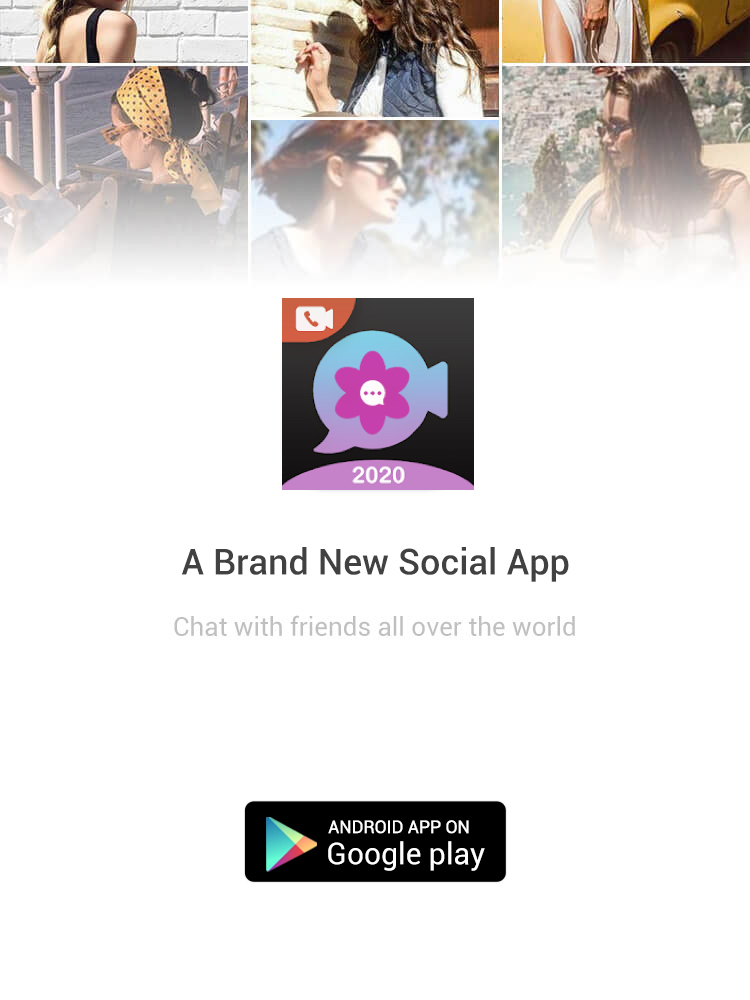 2020
A Brand New Social App
Chat with friends all over the world
ANDROID APP ON
Google play